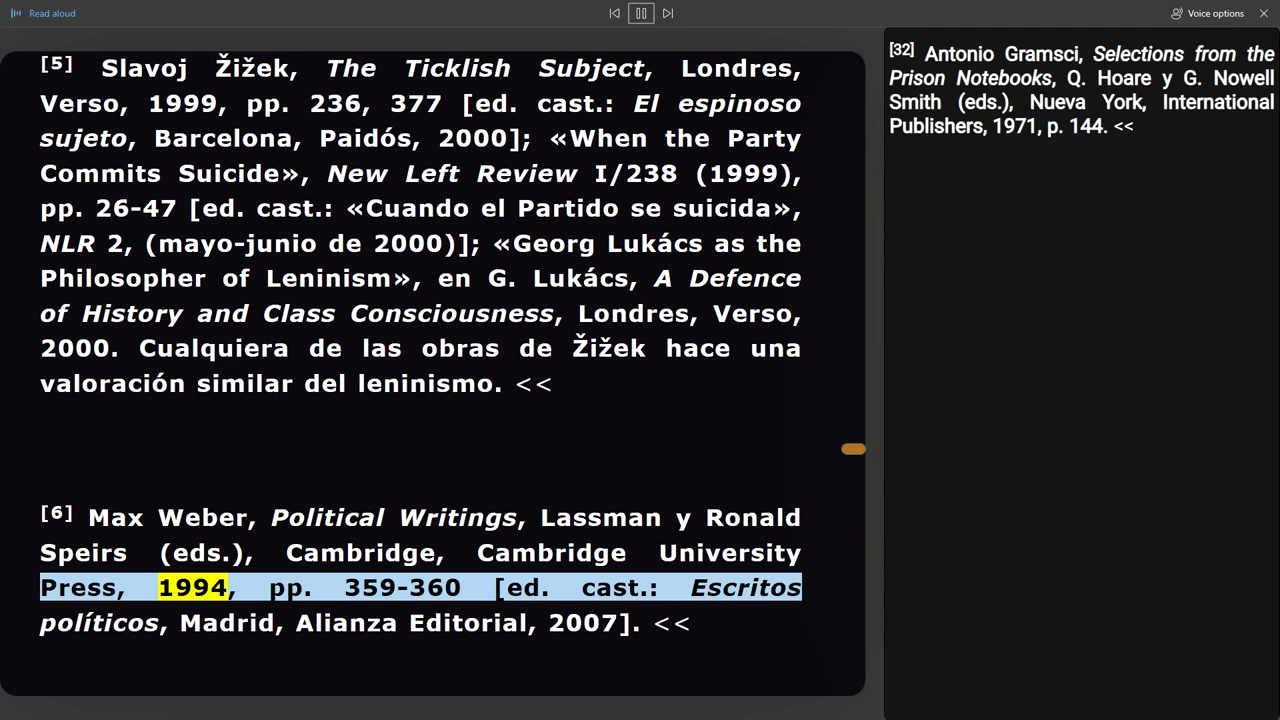 Read aloud
Voice options
[5] Slavoj Žižek, The Ticklish Subject, Londres,
Verso, 1999, pp. 236, 377 [ed. cast.: El espinoso
sujeto, Barcelona, Paidós, 2000]; «When the Party
Commits Suicide», New Left Review I/238 (1999),
pp. 26-47 [ed. cast.: «Cuando el Partido se suicida»,
NLR 2, (mayo-junio de 2000)]; «Georg Lukács as the
Philosopher of Leninism», en G. Lukács, A Defence
of History and Class Consciousness, Londres, Verso,
2000. Cualquiera de las obras de Žižek hace una
valoración similar del leninismo. <<
[6] Max Weber, Political Writings, Lassman y Ronald
Speirs (eds.), Cambridge, Cambridge University
Press, 1994, pp. 359-360 [ed. cast.: Escritos
políticos, Madrid, Alianza Editorial, 2007]. <<
[32] Antonio Gramsci, Selections from the
Prison Notebooks, Q. Hoare y G. Nowell
Smith (eds.), Nueva York, International
Publishers, 1971, p. 144. <<